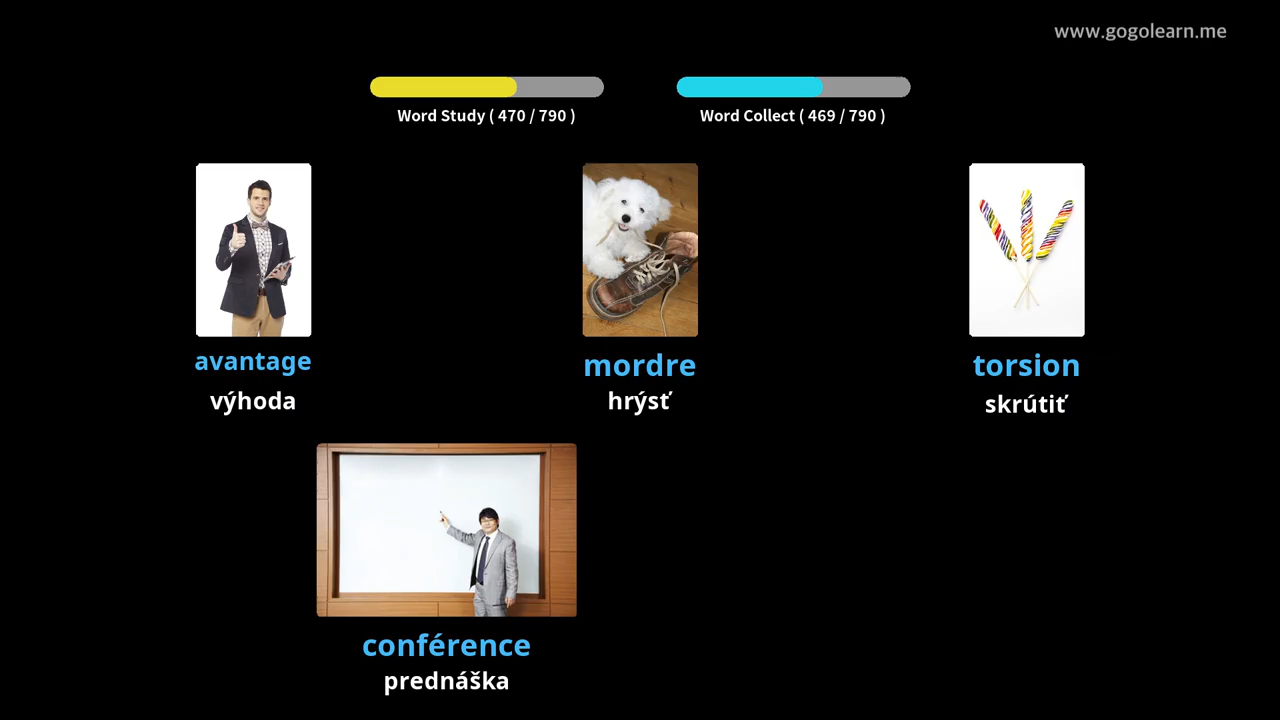 www.gogolearn.me
Word Study ( 470 / 790 )
Word Collect ( 469 / 790 )
avantage
výhoda
mordre
hrýsť
torsion
skrútiť
conférence
prednáška